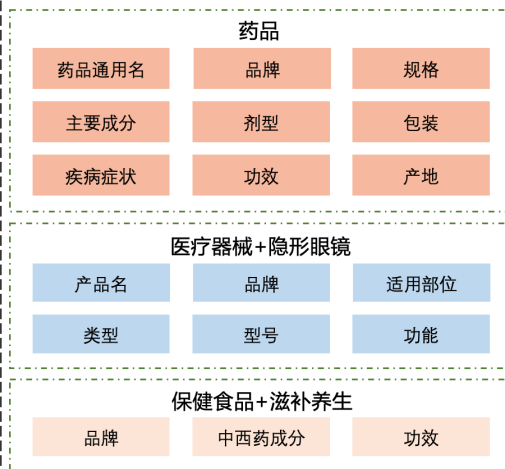 药品
药品通用名 品牌 规格
主要成分 剂型 包装
疾病症状 功效 产地
医疗器械+隐形眼镜
产品名 品牌 适用部位
类型 型号 功能
保健食品+滋补养生
品牌 中西药成分 功效